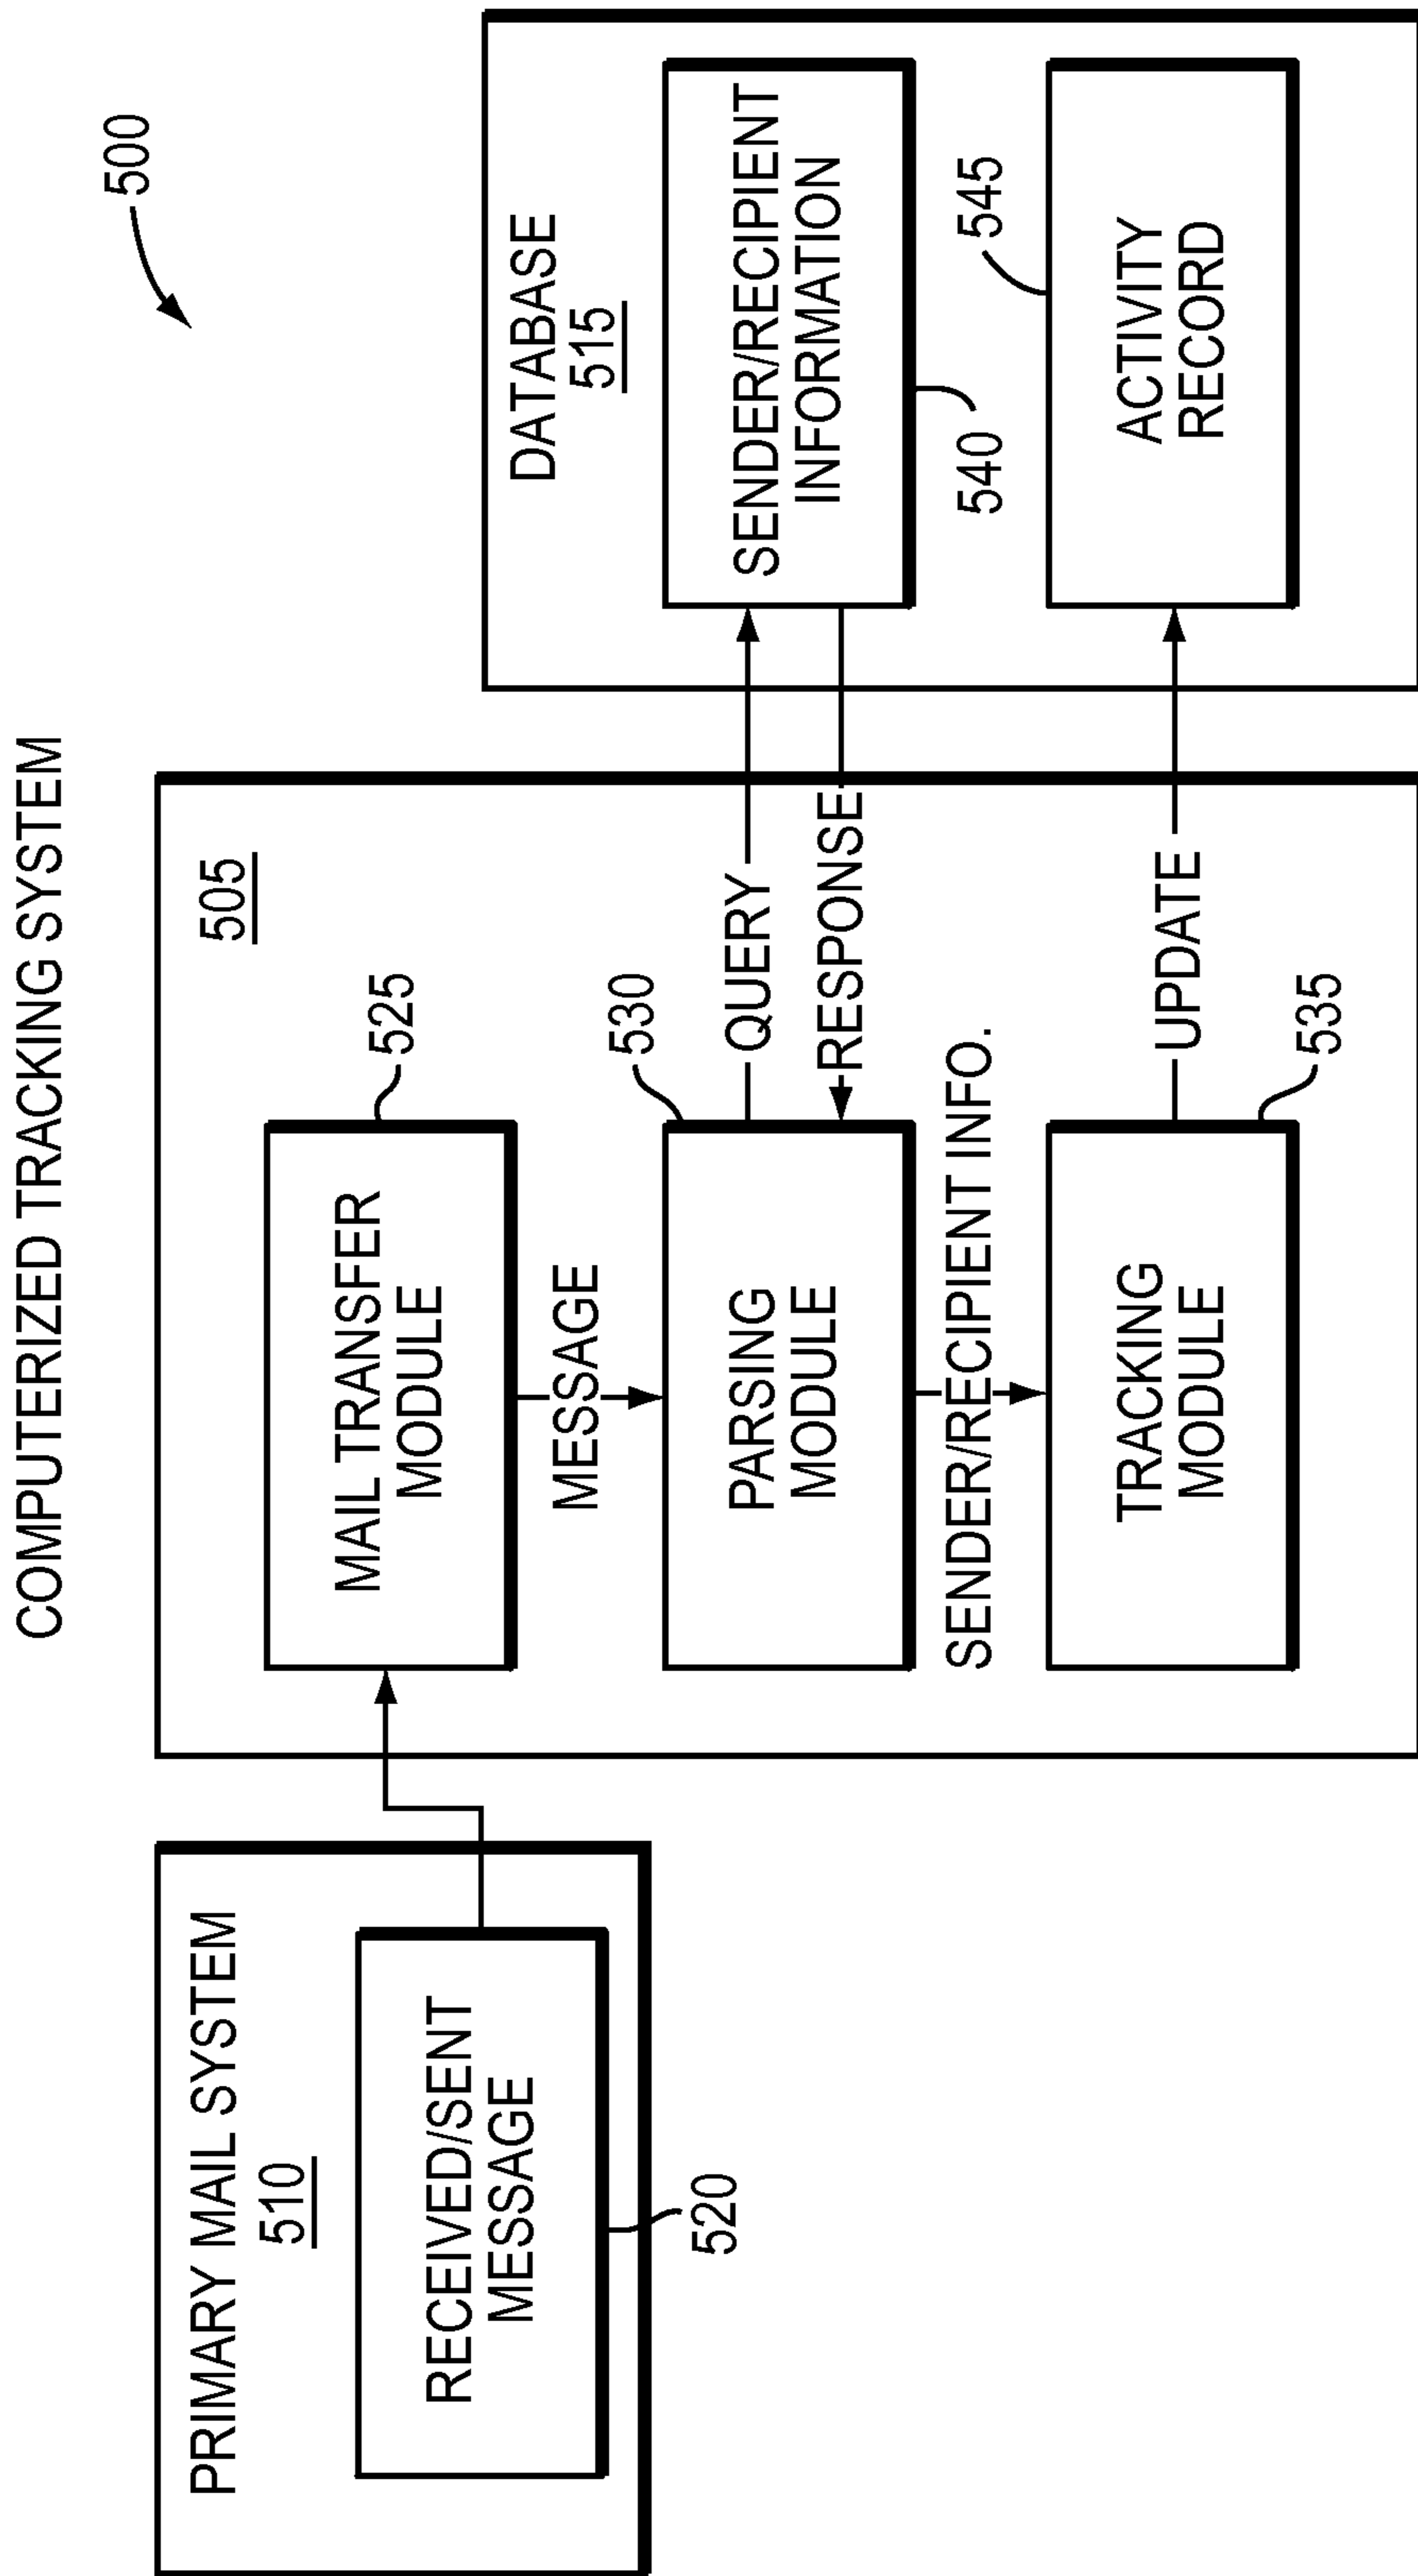 COMPUTERIZED TRACKING SYSTEM
500
PRIMARY MAIL SYSTEM
510
RECEIVED/SENT
MESSAGE
520
505
MAIL TRANSFER
MODULE
525
MESSAGE
PARSING
MODULE
530
QUERY
RESPONSE
SENDER/RECIPIENT INFO.
TRACKING
MODULE
535
UPDATE
DATABASE
515
SENDER/RECIPIENT
INFORMATION
540
545
ACTIVITY
RECORD